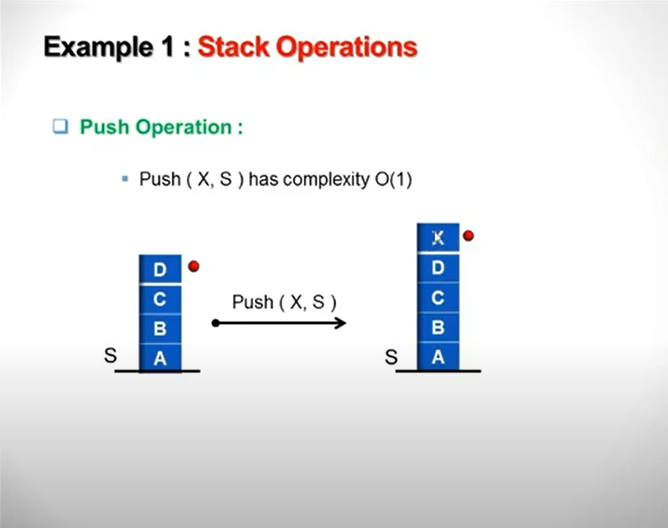 Example 1 : Stack Operations
Push Operation :
Push ( X, S ) has complexity O(1)
D
C
B
A
S
Push ( X, S )
X
D
C
B
A
S